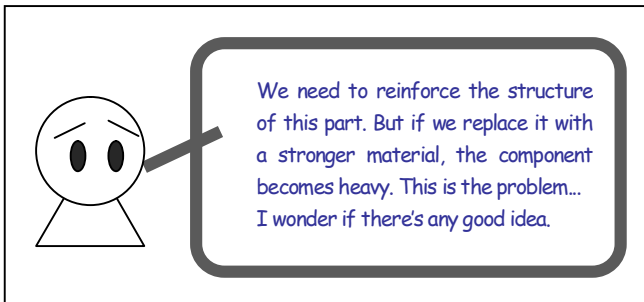 We need to reinforce the structure
of this part. But if we replace it with
a stronger material, the component
becomes heavy. This is the problem...
I wonder if there's any good idea.